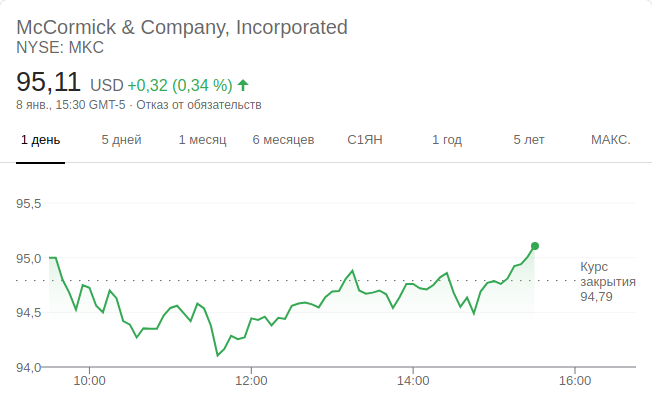 McCormick & Company, Incorporated
NYSE: MKC
95,11 USD +0,32 (0,34 %)
8 янв., 15:30 GMT-5 · Отказ от обязательств
1 день 5 дней 1 месяц 6 месяцев С1ЯН 1 год 5 лет МАКС.
95,5
95,0
94,5
94,0
Курс
закрытия
94,79
10:00 12:00 14:00 16:00